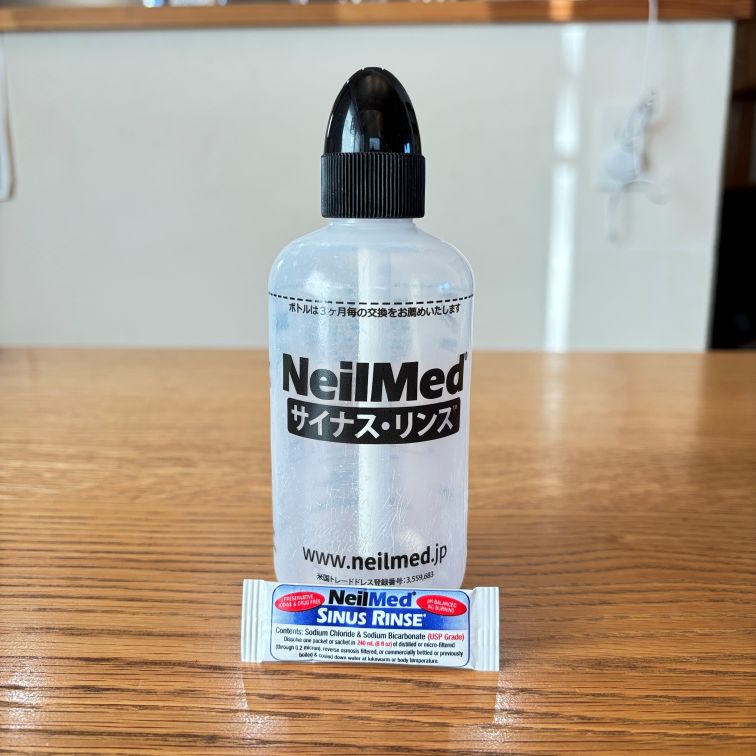 ボトルは3ヶ月毎の交換をお薦めいたします
NeilMed®
サイナス・リンス™
www.neilmed.jp
米国トレードドレス登録番号:3,559,683
PRESERVATIVE
IODINE & DRUG FREE
NeilMed®
SINUS RINSE®
pH BALANCED
NO BURNING
Contents: Sodium Chloride & Sodium Bicarbonate (USP Grade)
Dissolve one packet or sachet in 240 mL (8 fl oz) of distilled or micro-filtered
(through 0.2 micron), reverse osmosis filtered, or commercially bottled or previously
boiled & cooled down water at lukewarm or body temperature.